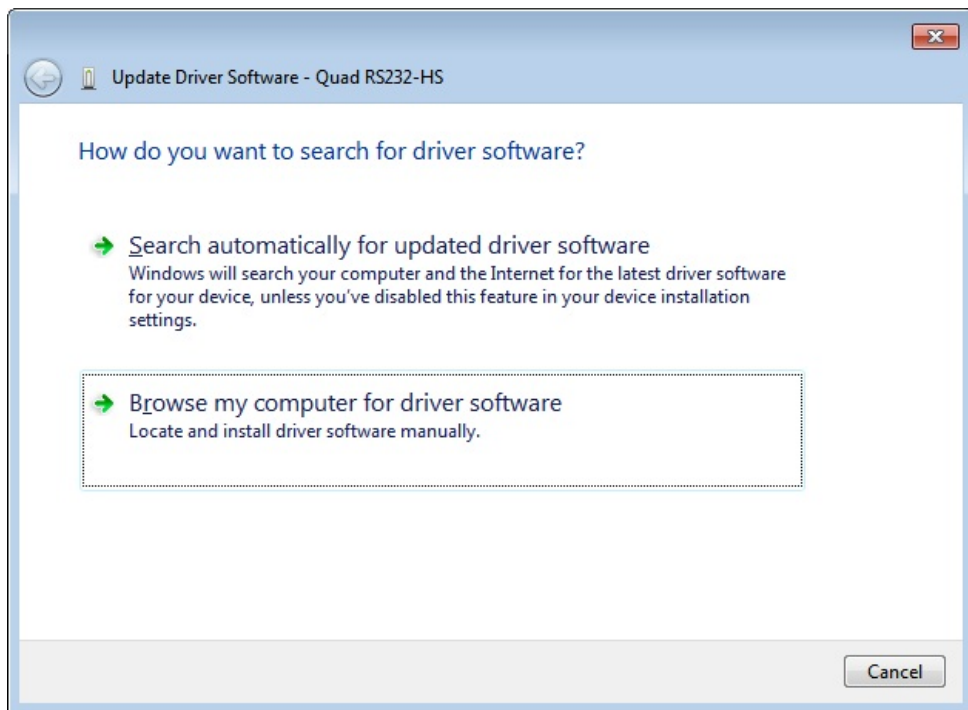 Update Driver Software - Quad RS232-HS
How do you want to search for driver software?
Search automatically for updated driver software
Windows will search your computer and the Internet for the latest driver software
for your device, unless you've disabled this feature in your device installation
settings.
Browse my computer for driver software
Locate and install driver software manually.
Cancel